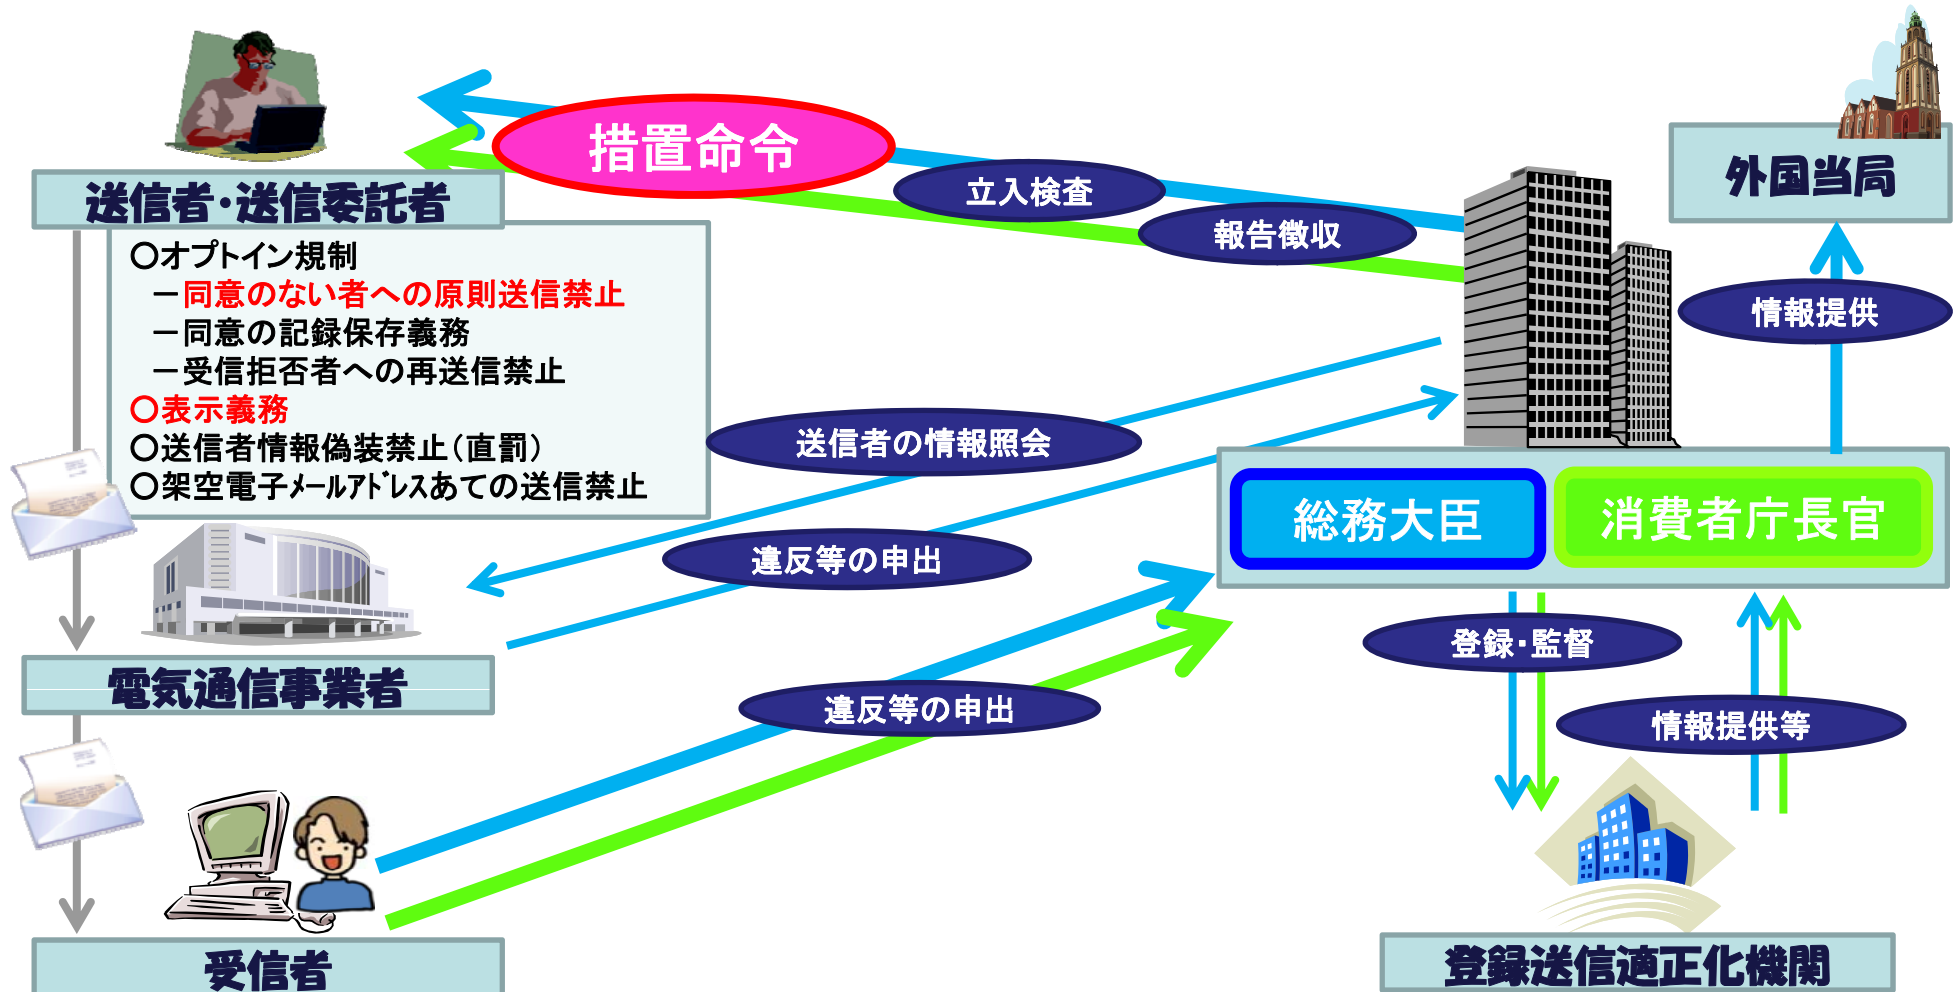 措置命令
立入検査
報告徴収
外国当局
情報提供
送信者・送信委託者
○オプトイン規制
－同意のない者への原則送信禁止
－同意の記録保存義務
－受信拒否者への再送信禁止
○表示義務
○送信者情報偽装禁止（直罰）
○架空電子ﾒｰﾙｱﾄﾞﾚｽあての送信禁止
送信者の情報照会
違反等の申出
総務大臣
消費者庁長官
電気通信事業者
違反等の申出
登録・監督
情報提供等
受信者
登録送信適正化機関